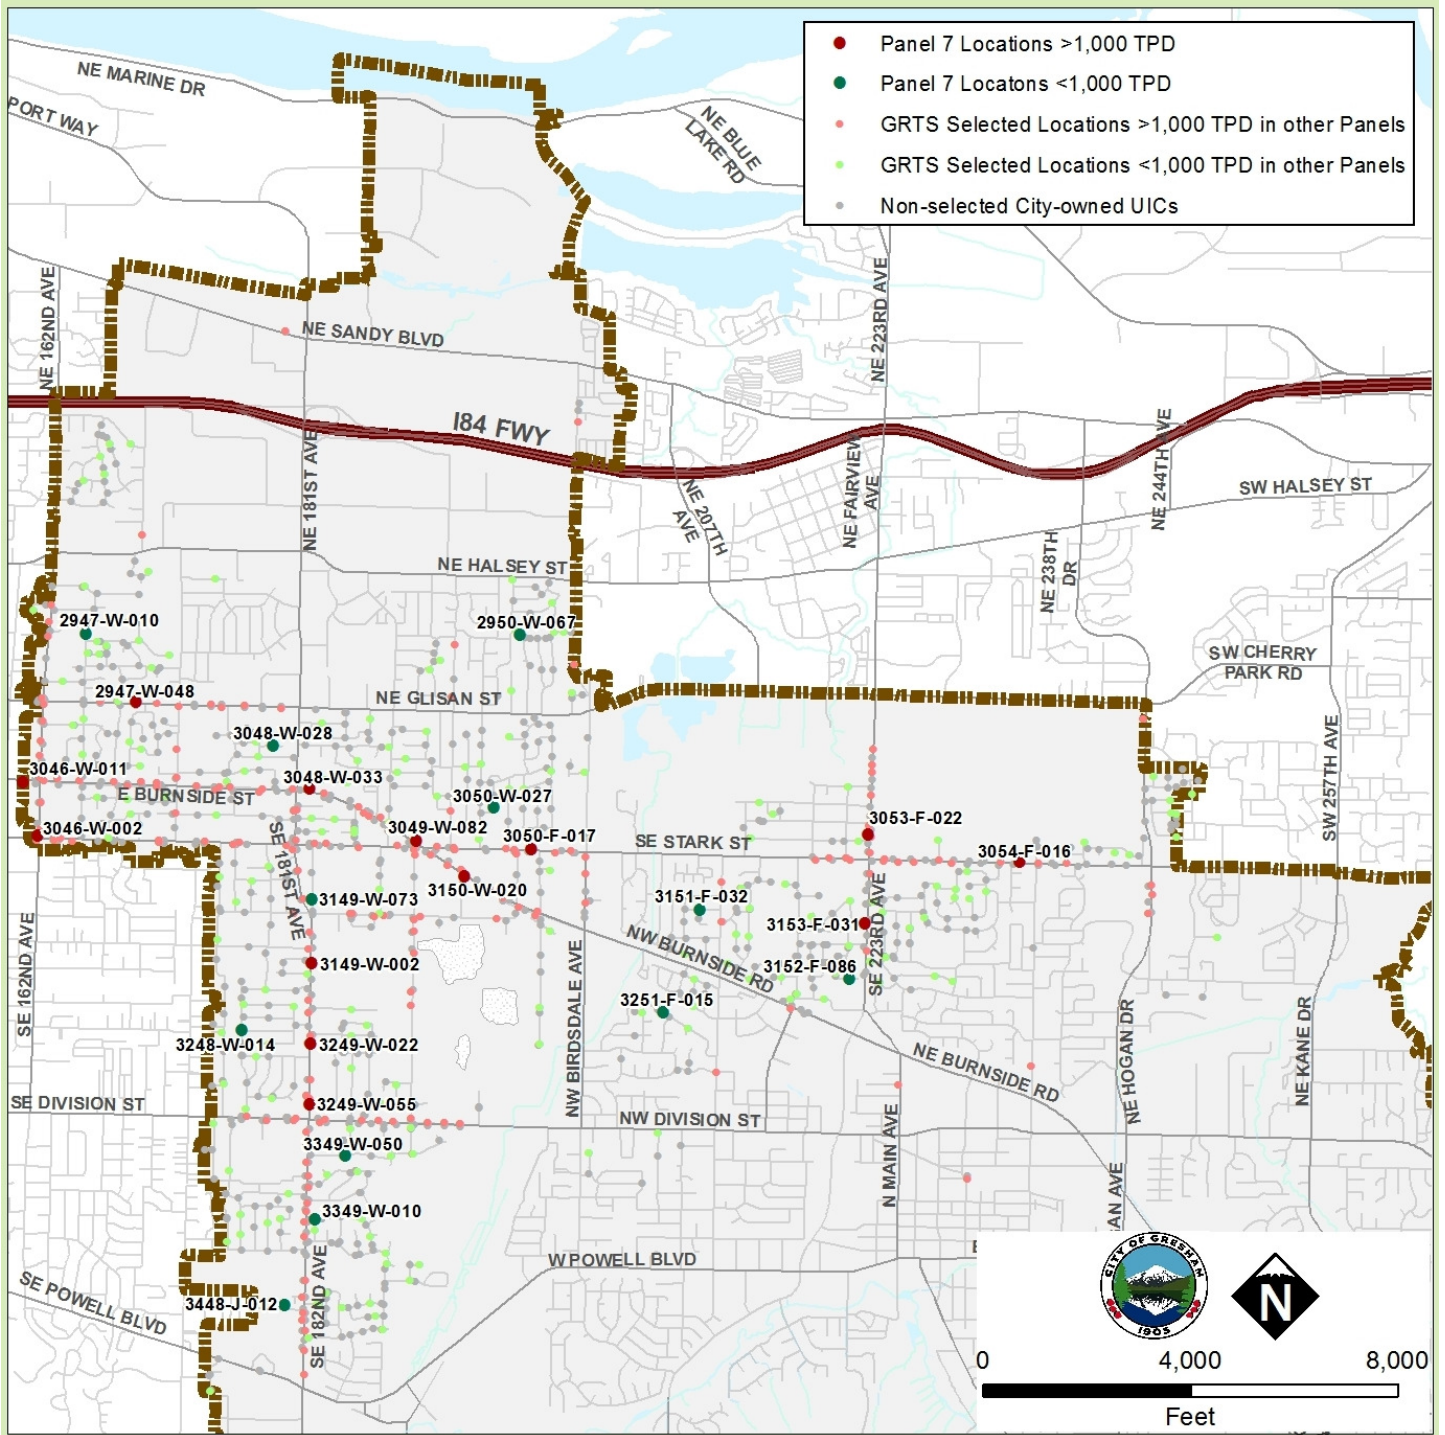 Panel 7 Locations >1,000 TPD
Panel 7 Locatons <1,000 TPD
GRTS Selected Locations >1,000 TPD in other Panels
GRTS Selected Locations <1,000 TPD in other Panels
Non-selected City-owned UICs
NE MARINE DR
PORT WAY
NE BLUE
LAKE RD
NE 162ND AVE
NE SANDY BLVD
NE 223RD AVE
I84 FWY
NE 181ST AVE
NE 207TH
AVE
NE FAIRVIEW
AVE
NE 244TH AVE
SW HALSEY ST
NE HALSEY ST
NE 238TH
DR
2947-W-010
2950-W-067
SW CHERRY
PARK RD
2947-W-048
NE GLISAN ST
3048-W-028
SW 257TH AVE
3046-W-011
3048-W-033
E BURNSIDE ST
3050-W-027
3046-W-002
3049-W-082
3050-F-017
SE STARK ST
3053-F-022
3054-F-016
SE 181ST AVE
3150-W-020
3149-W-073
3151-F-032
3153-F-031
SE 223RD AVE
SE 162ND AVE
NW BURNSIDE RD
3149-W-002
3152-F-086
3251-F-015
3248-W-014
3249-W-022
NW BIRDSDALE AVE
NE BURNSIDE RD
NE HOGAN DR
NE KANE DR
SE DIVISION ST
3249-W-055
NW DIVISION ST
3349-W-050
N MAIN AVE
AN AVE
3349-W-010
W POWELL BLVD
E
SE POWELL BLVD
3448-J-012
SE 182ND AVE
CITY OF GRESHAM
1905
N
0 4,000 8,000
Feet